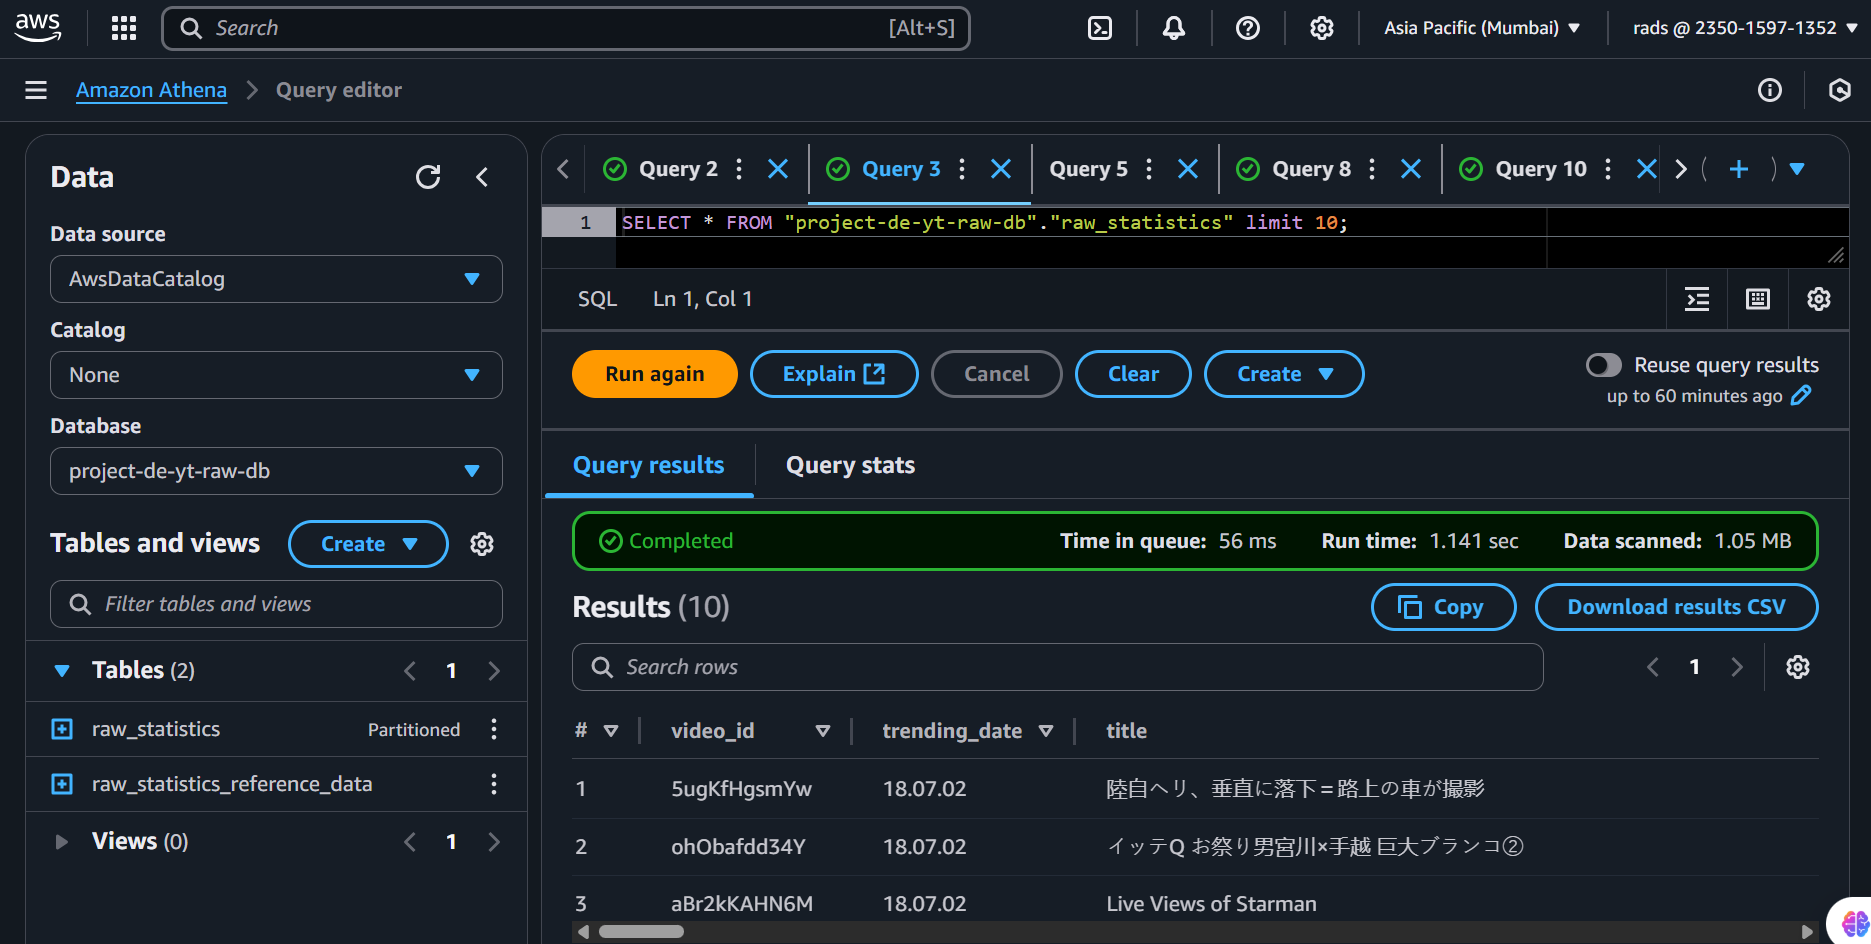 aws
Search [Alt+S]
Asia Pacific (Mumbai)
rads @ 2350-1597-1352
Amazon Athena
Query editor
Data
Data source
AwsDataCatalog
Catalog
None
Database
project-de-yt-raw-db
Tables and views
Create
Filter tables and views
Tables (2)
1
raw_statistics
Partitioned
raw_statistics_reference_data
Views (0)
1
Query 2
Query 3
Query 5
Query 8
Query 10
1 SELECT * FROM "project-de-yt-raw-db"."raw_statistics" limit 10;
SQL
Ln 1, Col 1
Run again
Explain
Cancel
Clear
Create
Reuse query results
up to 60 minutes ago
Query results
Query stats
Completed
Time in queue: 56 ms
Run time: 1.141 sec
Data scanned: 1.05 MB
Results (10)
Copy
Download results CSV
Search rows
1
# video_id trending_date title
1 5ugKfHgsmYw 18.07.02 陸自ヘリ、垂直に落下＝路上の車が撮影
2 ohObafdd34Y 18.07.02 イッテQ お祭り男宮川×手越 巨大ブランコ②
3 aBr2kKAHN6M 18.07.02 Live Views of Starman